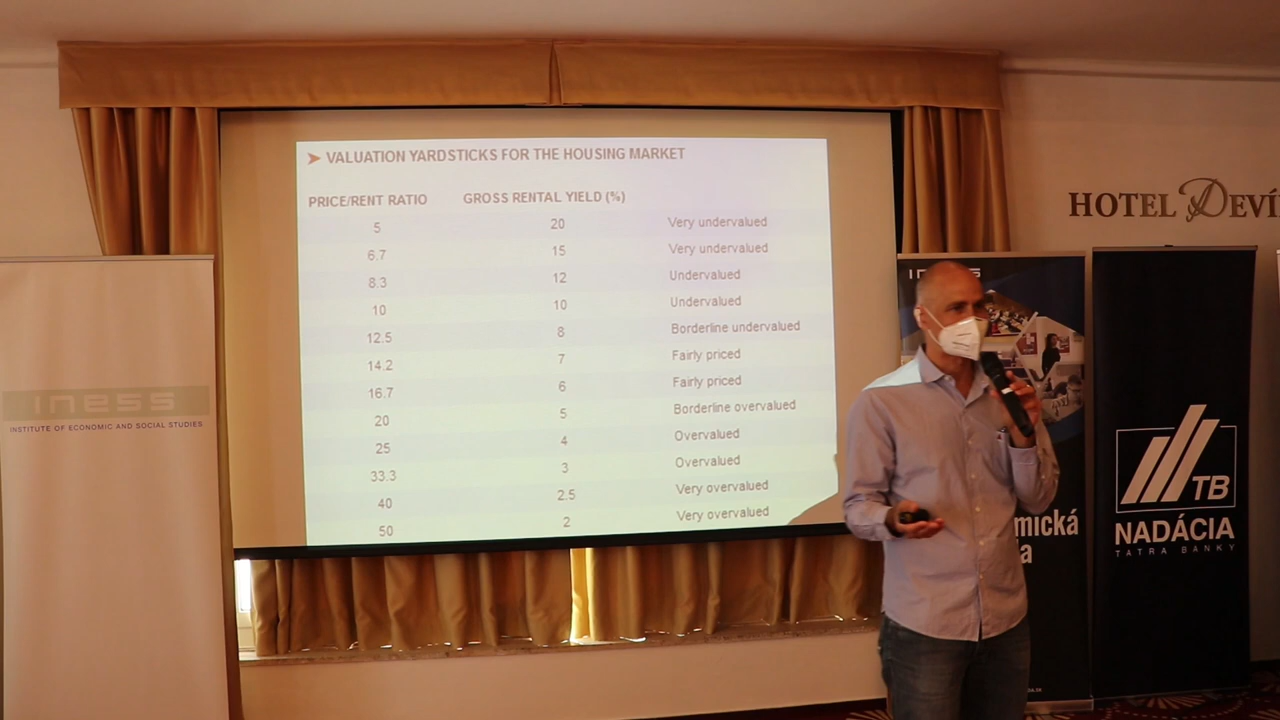 ➤ VALUATION YARDSTICKS FOR THE HOUSING MARKET
PRICE/RENT RATIO GROSS RENTAL YIELD (%)
5 20 Very undervalued
6.7 15 Very undervalued
8.3 12 Undervalued
10 10 Undervalued
12.5 8 Borderline undervalued
14.2 7 Fairly priced
16.7 6 Fairly priced
20 5 Borderline overvalued
25 4 Overvalued
33.3 3 Overvalued
40 2.5 Very overvalued
50 2 Very overvalued
HOTEL DEVÍ
INESS
INSTITUTE OF ECONOMIC AND SOCIAL STUDIES
mická
a
TB
NADÁCIA
TATRA BANKY